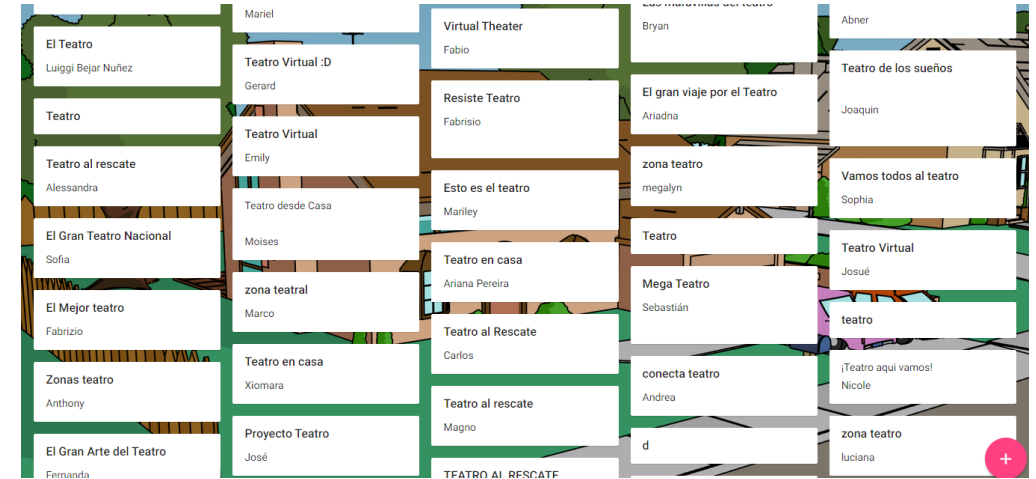 El Teatro
Luiggi Bejar Nuñez
Teatro
Teatro al rescate
Alessandra
El Gran Teatro Nacional
Sofia
El Mejor teatro
Fabrizio
Zonas teatro
Anthony
El Gran Arte del Teatro
Fernanda
Mariel
Teatro Virtual :D
Gerard
Teatro Virtual
Emily
Teatro desde Casa
Moises
zona teatral
Marco
Teatro en casa
Xiomara
Proyecto Teatro
José
Virtual Theater
Fabio
Resiste Teatro
Fabrisio
Esto es el teatro
Mariley
Teatro en casa
Ariana Pereira
Teatro al Rescate
Carlos
Teatro al rescate
Magno
TEATRO AL RESCATE
Las maravillas del teatro
Bryan
El gran viaje por el Teatro
Ariadna
zona teatro
megalyn
Teatro
Mega Teatro
Sebastián
conecta teatro
Andrea
d
Abner
Teatro de los sueños
Joaquin
Vamos todos al teatro
Sophia
Teatro Virtual
Josué
teatro
¡Teatro aqui vamos!
Nicole
zona teatro
luciana
+